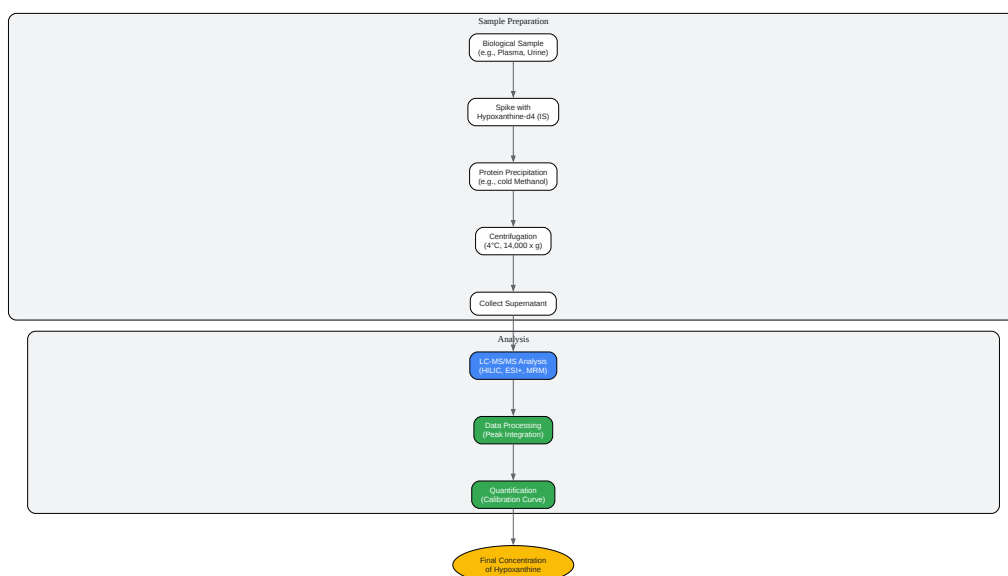 Sample Preparation
Biological Sample
(e.g., Plasma, Urine)
Spike with
Hypoxanthine-d4 (IS)
Protein Precipitation
(e.g., cold Methanol)
Centrifugation
(4°C, 14,000 x g)
Collect Supernatant
Analysis
LC-MS/MS Analysis
(HILIC, ESI+, MRM)
Data Processing
(Peak Integration)
Quantification
(Calibration Curve)
Final Concentration
of Hypoxanthine